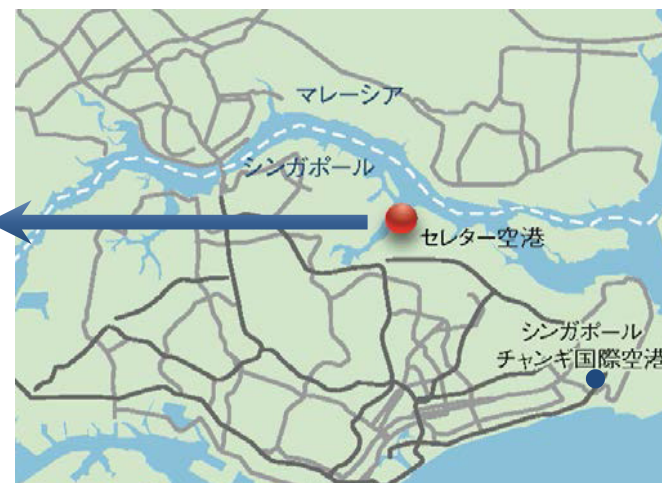 マレーシア
シンガポール
セレター空港
シンガポール
チャンギ国際空港